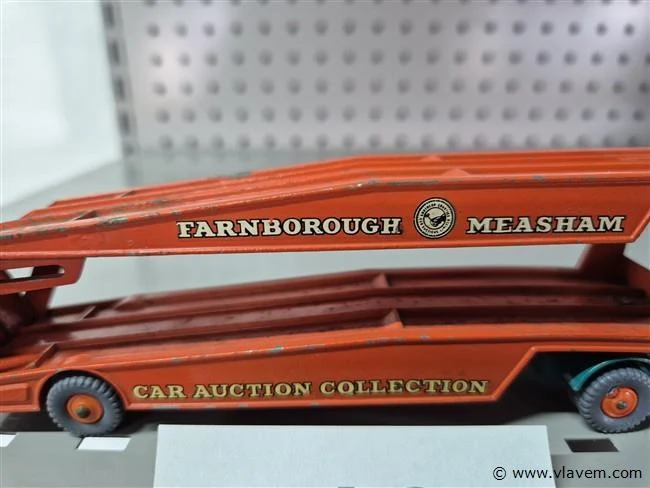 FARNBOROUGH MEASHAM
CAR AUCTION COLLECTION
© www.vlavem.com